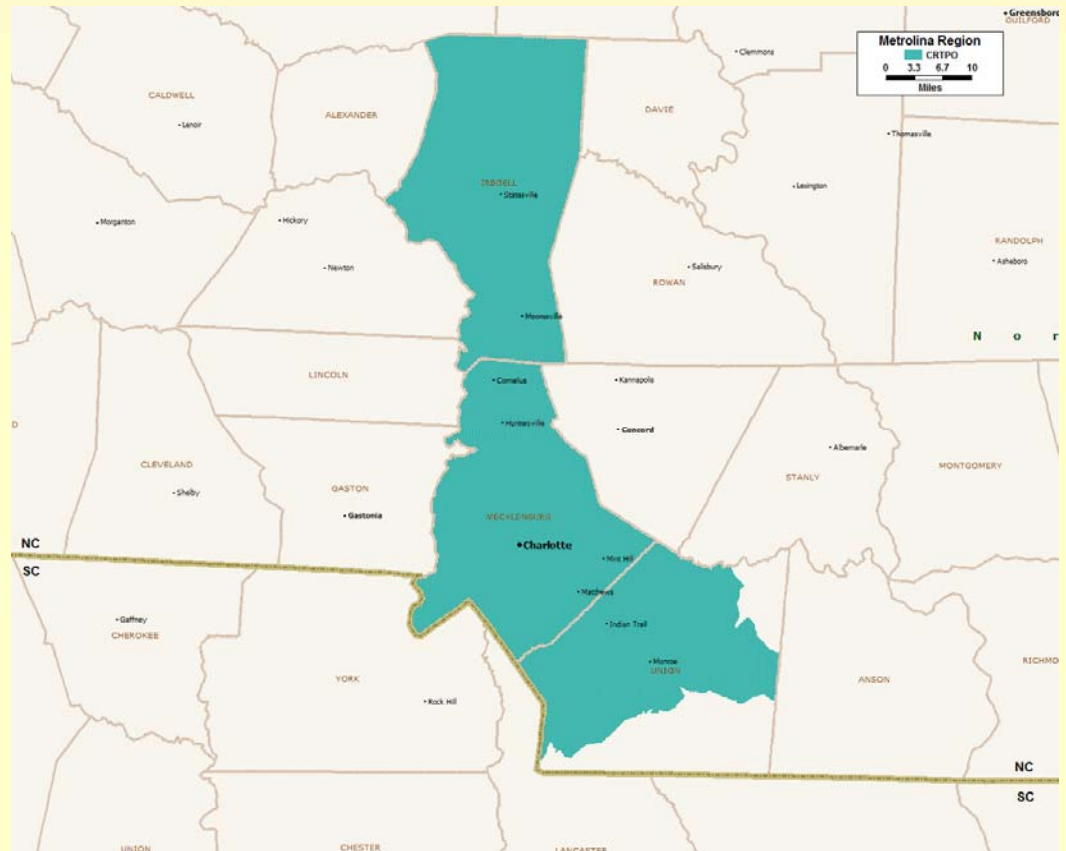 Greensboro
GUILFORD
Metrolina Region
CRTPO
0 3.3 6.7 10
Miles
Clemmons
CALDWELL
Lenoir
ALEXANDER
DAVIE
Thomasville
IREDELL
Statesville
Lexington
Morganton
Hickory
RANDOLPH
Asheboro
Newton
Salisbury
ROWAN
Mooresville
N o r
LINCOLN
Cornelius
Kannapolis
Huntersville
Concord
Albemarle
CLEVELAND
Shelby
GASTON
Gastonia
STANLY
MONTGOMERY
MECKLENBURG
Charlotte
NC
SC
Mint Hill
Matthews
Gaffney
CHEROKEE
Indian Trail
Monroe
UNION
RICHMO
YORK
ANSON
Rock Hill
NC
SC
UNION
CHESTER
LANCASTER